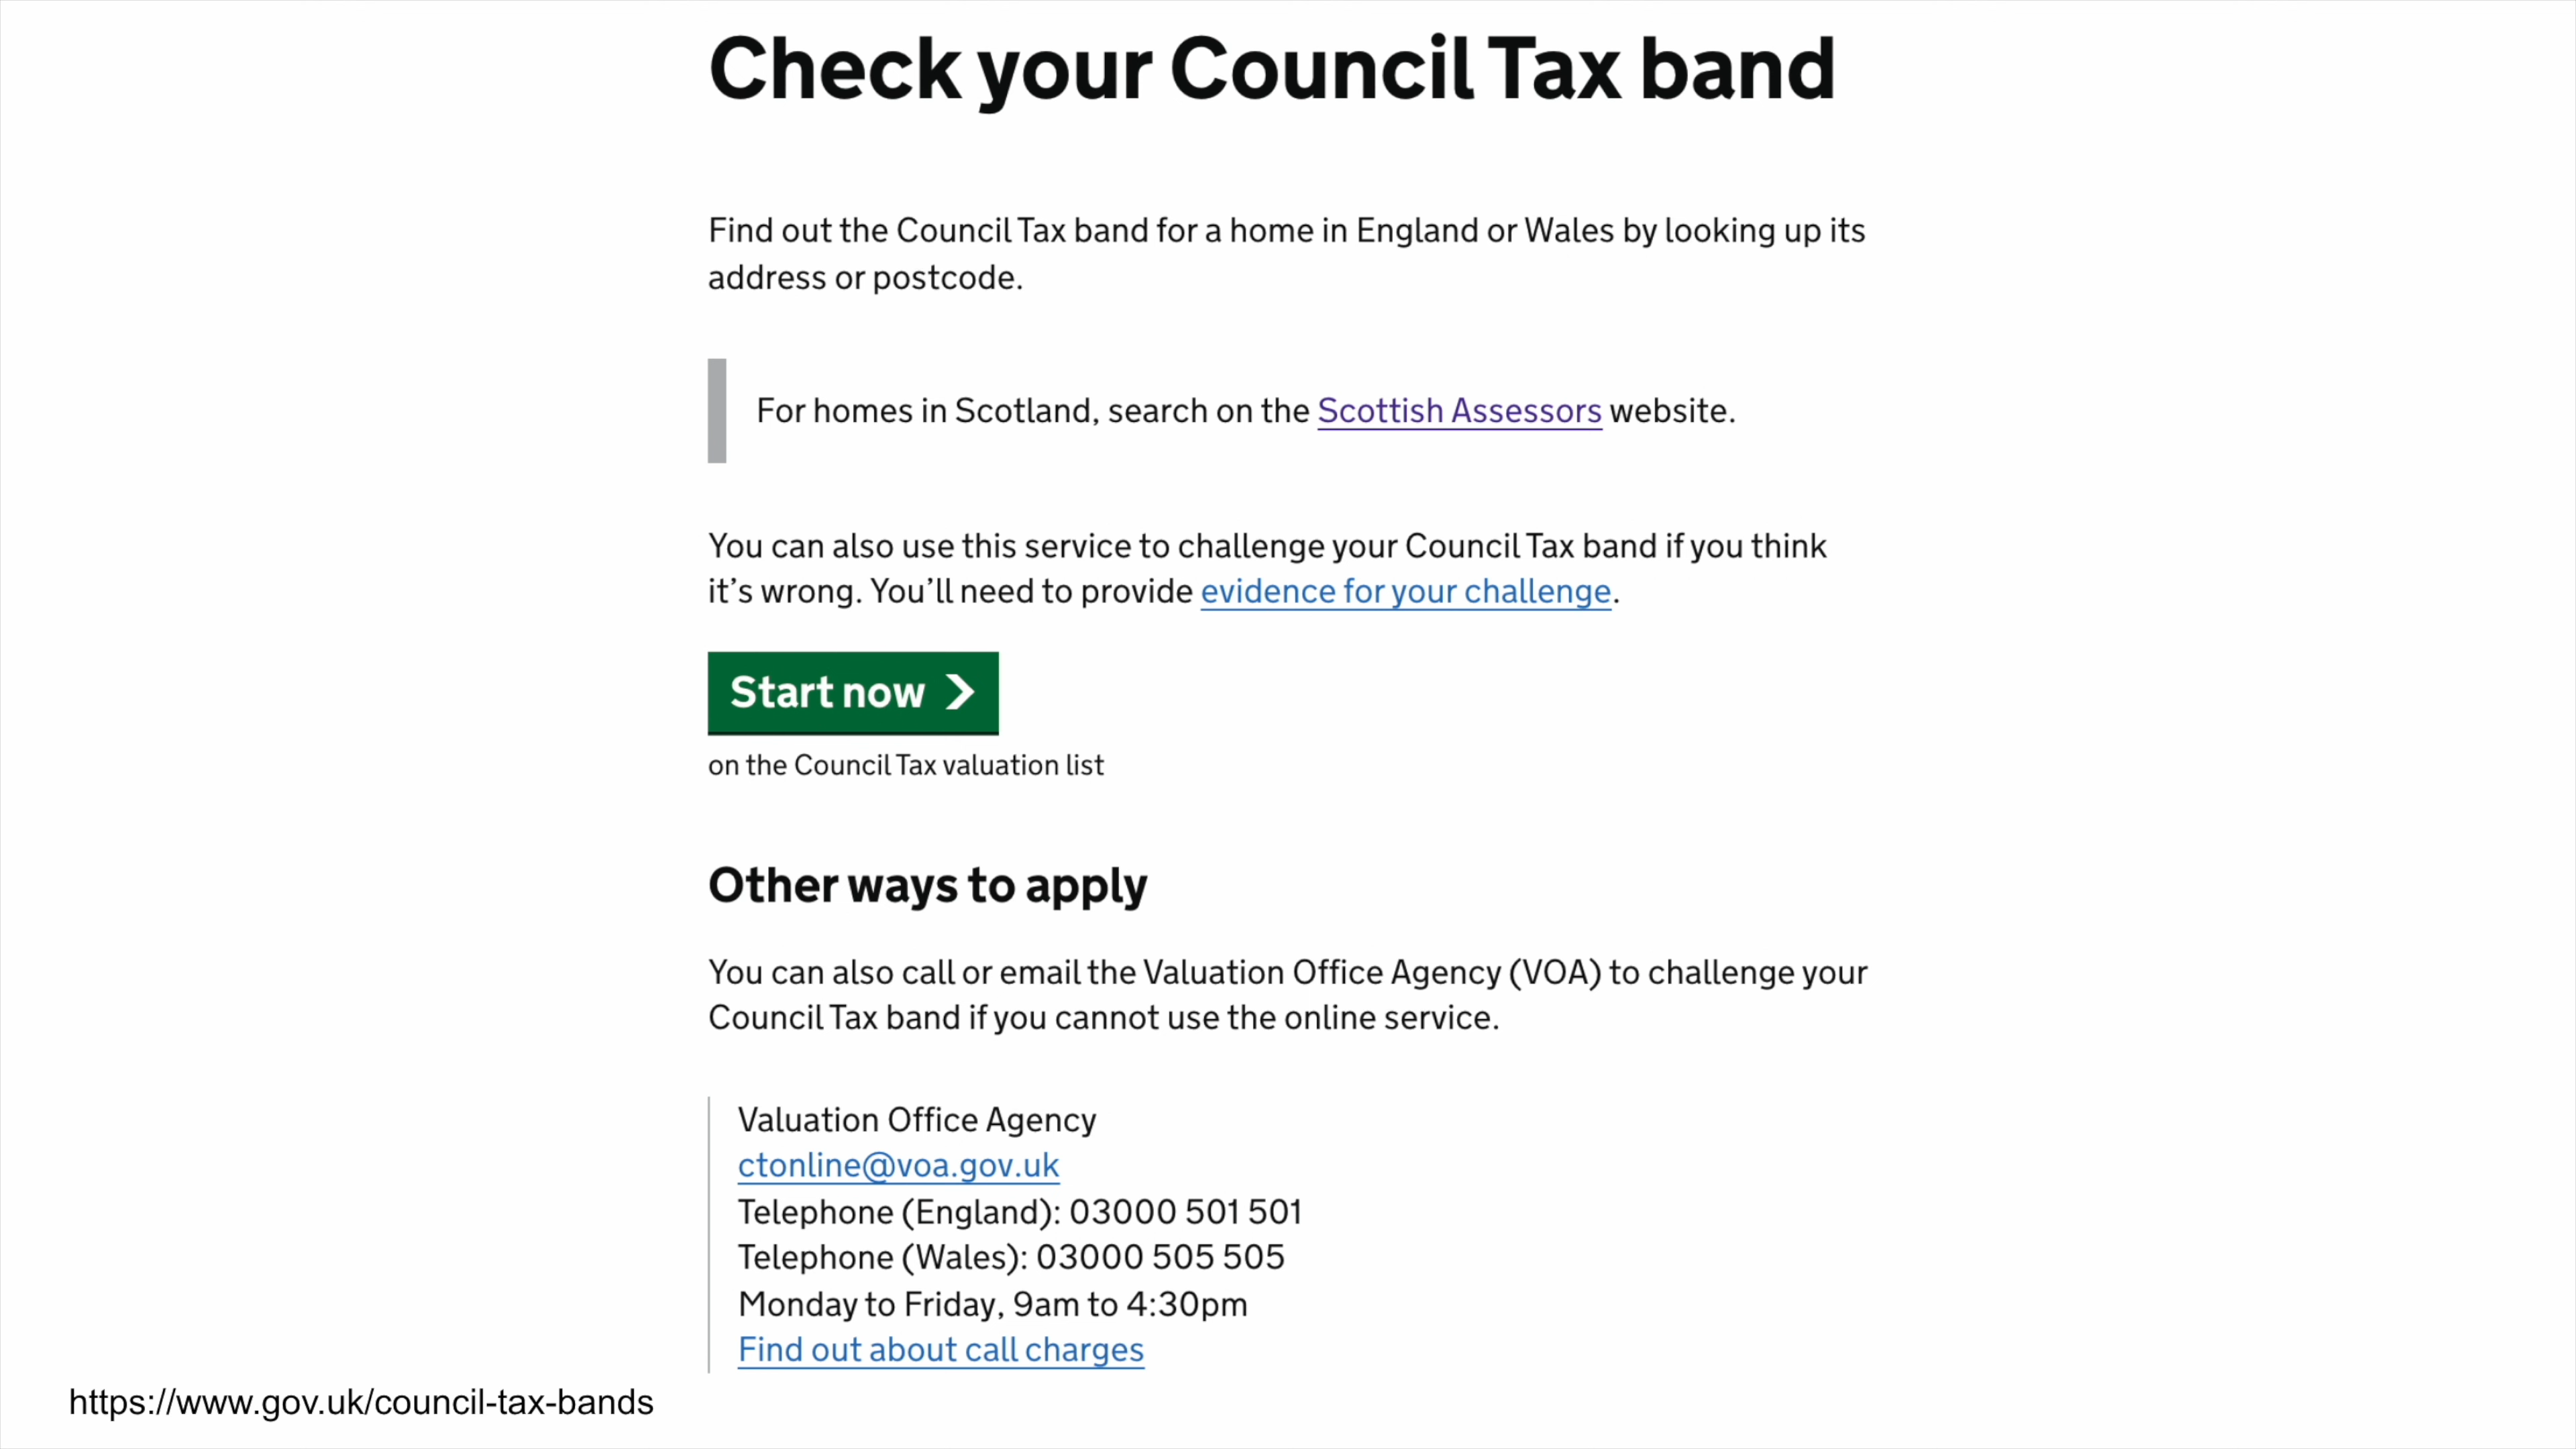 Check your Council Tax band
Find out the Council Tax band for a home in England or Wales by looking up its
address or postcode.
For homes in Scotland, search on the Scottish Assessors website.
You can also use this service to challenge your Council Tax band if you think
it’s wrong. You’ll need to provide evidence for your challenge.
Start now
on the Council Tax valuation list
Other ways to apply
You can also call or email the Valuation Office Agency (VOA) to challenge your
Council Tax band if you cannot use the online service.
Valuation Office Agency
ctonline@voa.gov.uk
Telephone (England): 03000 501 501
Telephone (Wales): 03000 505 505
Monday to Friday, 9am to 4:30pm
Find out about call charges
https://www.gov.uk/council-tax-bands